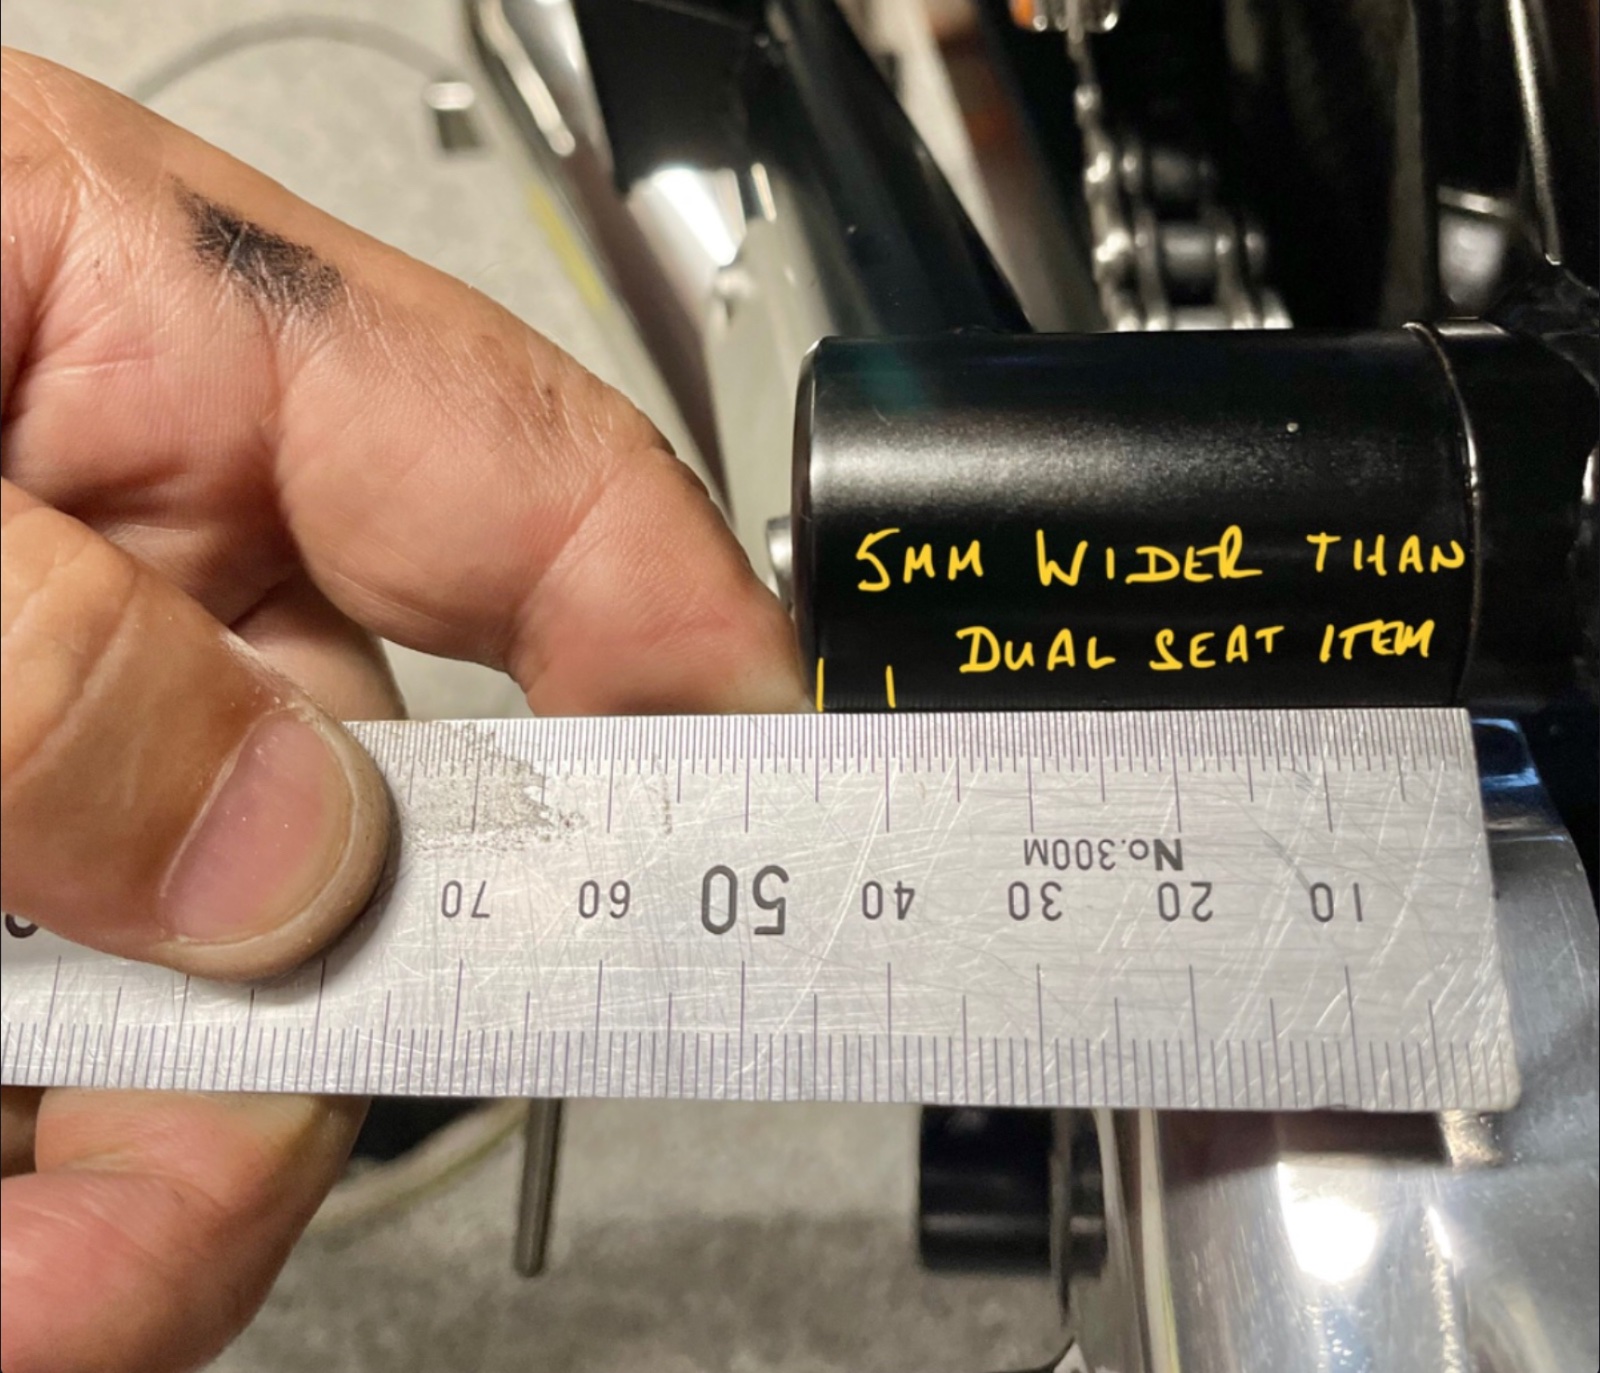 5MM WIDER THAN
DUAL SEAT ITEM
No.300M
70 60 50 40 30 20 10